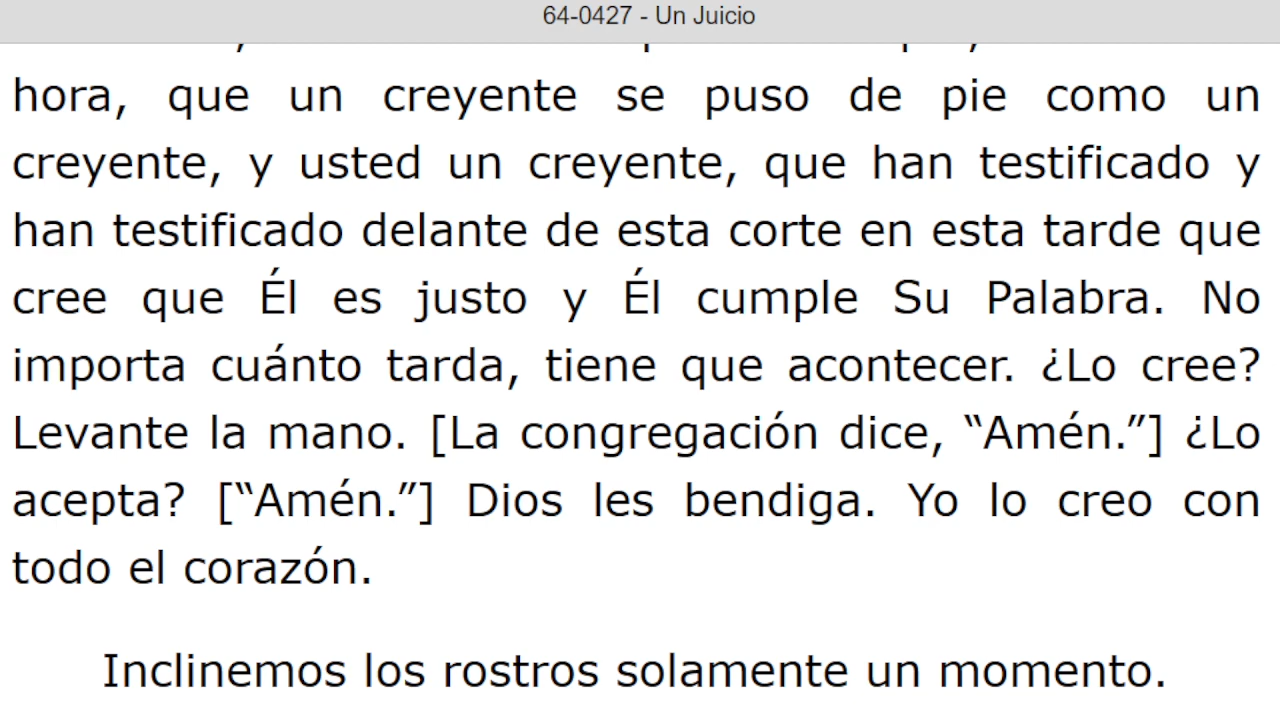 64-0427 - Un Juicio
hora, que un creyente se puso de pie como un
creyente, y usted un creyente, que han testificado y
han testificado delante de esta corte en esta tarde que
cree que Él es justo y Él cumple Su Palabra. No
importa cuánto tarda, tiene que acontecer. ¿Lo cree?
Levante la mano. [La congregación dice, “Amén.”] ¿Lo
acepta? [“Amén.”] Dios les bendiga. Yo lo creo con
todo el corazón.
Inclinemos los rostros solamente un momento.